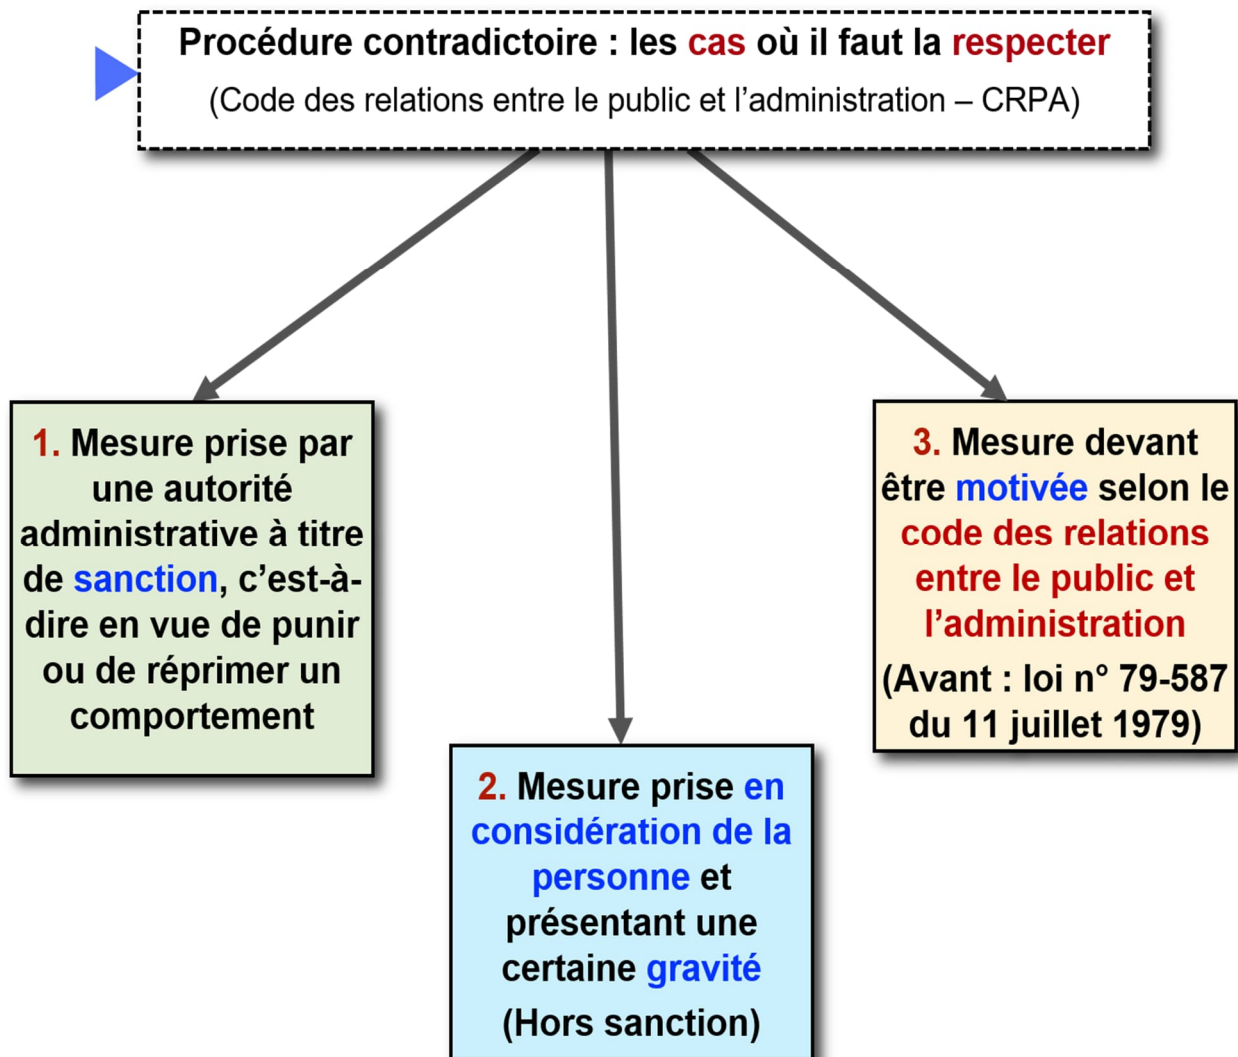 Procédure contradictoire : les cas où il faut la respecter
(Code des relations entre le public et l’administration – CRPA)
1. Mesure prise par
une autorité
administrative à titre
de sanction, c’est-à-
dire en vue de punir
ou de réprimer un
comportement
2. Mesure prise en
considération de la
personne et
présentant une
certaine gravité
(Hors sanction)
3. Mesure devant
être motivée selon le
code des relations
entre le public et
l’administration
(Avant : loi n° 79-587
du 11 juillet 1979)